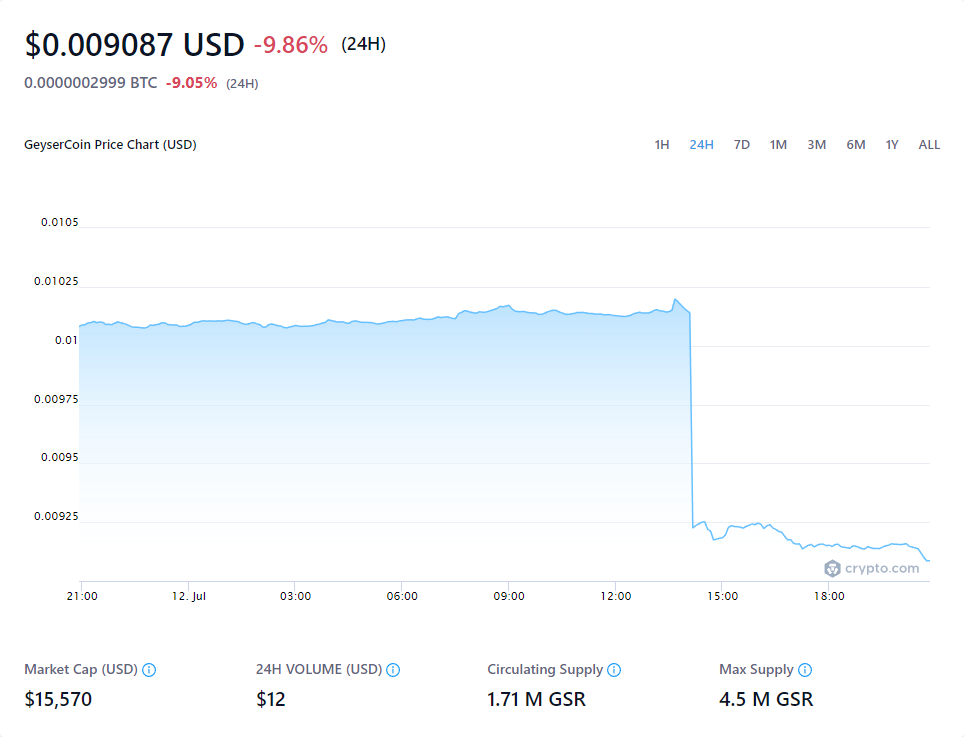 $0.009087 USD -9.86% (24H)
0.0000002999 BTC -9.05% (24H)
GeyserCoin Price Chart (USD) 1H 24H 7D 1M 3M 6M 1Y ALL
0.0105
0.01025
0.01
0.00975
0.0095
0.00925
crypto.com
21:00 12. Jul 03:00 06:00 09:00 12:00 15:00 18:00
Market Cap (USD) 24H VOLUME (USD) Circulating Supply Max Supply
$15,570 $12 1.71 M GSR 4.5 M GSR